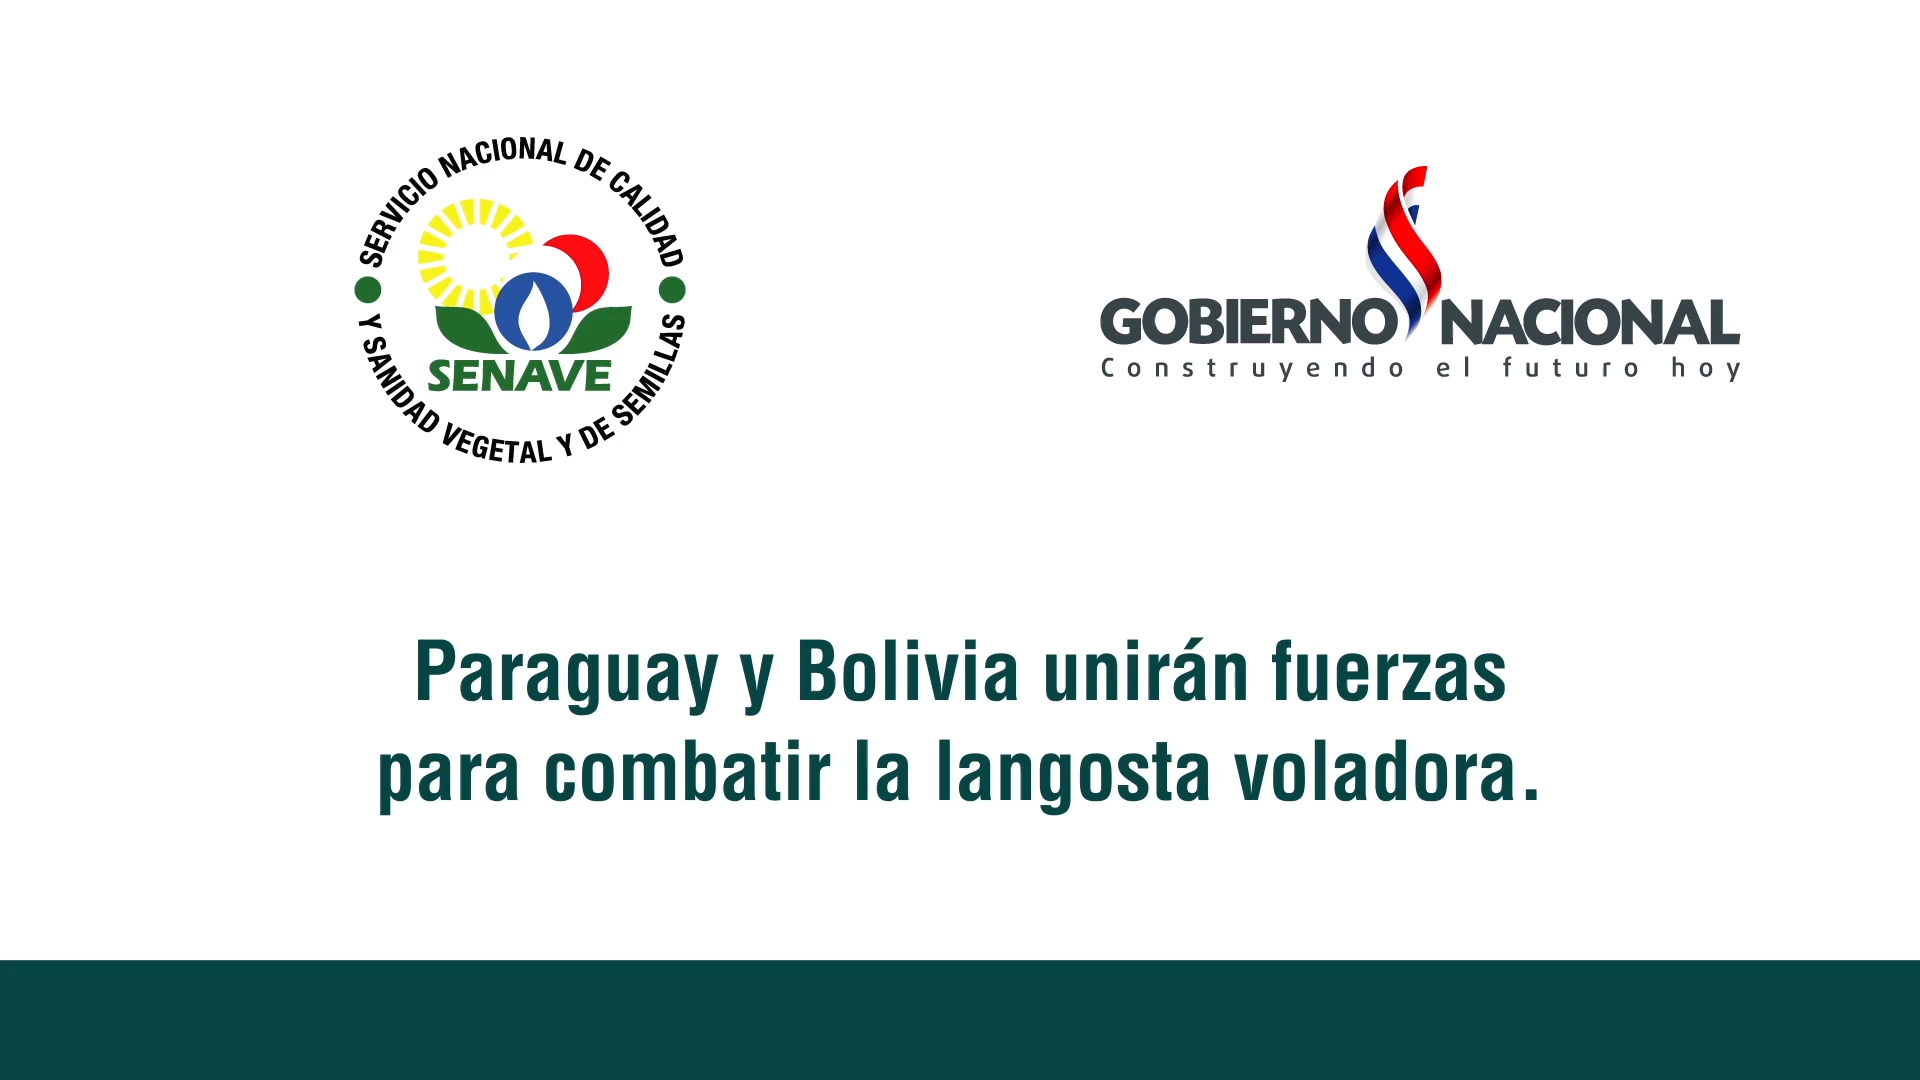 SERVICIO NACIONAL DE CALIDAD
Y SANIDAD VEGETAL Y DE SEMILLAS
SENAVE
GOBIERNO NACIONAL
Construyendo el futuro hoy
Paraguay y Bolivia unirán fuerzas
para combatir la langosta voladora.